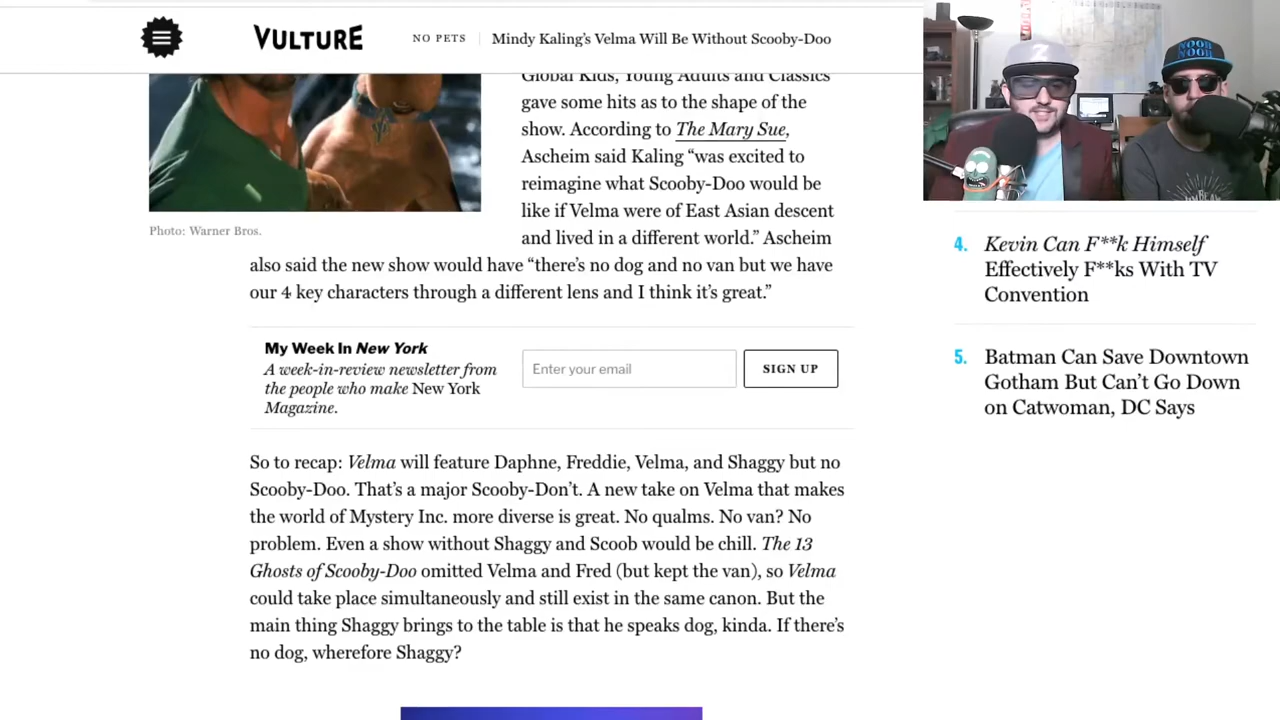 VULTURE
NO PETS
Mindy Kaling's Velma Will Be Without Scooby-Doo
Global Kids, Young Adults and Classics
gave some hits as to the shape of the
show. According to The Mary Sue,
Ascheim said Kaling “was excited to
reimagine what Scooby-Doo would be
like if Velma were of East Asian descent
and lived in a different world.” Ascheim
also said the new show would have “there’s no dog and no van but we have
our 4 key characters through a different lens and I think it’s great.”
Photo: Warner Bros.
My Week In New York
A week-in-review newsletter from
the people who make New York
Magazine.
Enter your email
SIGN UP
So to recap: Velma will feature Daphne, Freddie, Velma, and Shaggy but no
Scooby-Doo. That’s a major Scooby-Don’t. A new take on Velma that makes
the world of Mystery Inc. more diverse is great. No qualms. No van? No
problem. Even a show without Shaggy and Scoob would be chill. The 13
Ghosts of Scooby-Doo omitted Velma and Fred (but kept the van), so Velma
could take place simultaneously and still exist in the same canon. But the
main thing Shaggy brings to the table is that he speaks dog, kinda. If there’s
no dog, wherefore Shaggy?
4. Kevin Can F**k Himself
Effectively F**ks With TV
Convention
5. Batman Can Save Downtown
Gotham But Can’t Go Down
on Catwoman, DC Says
NOOB
NOOB